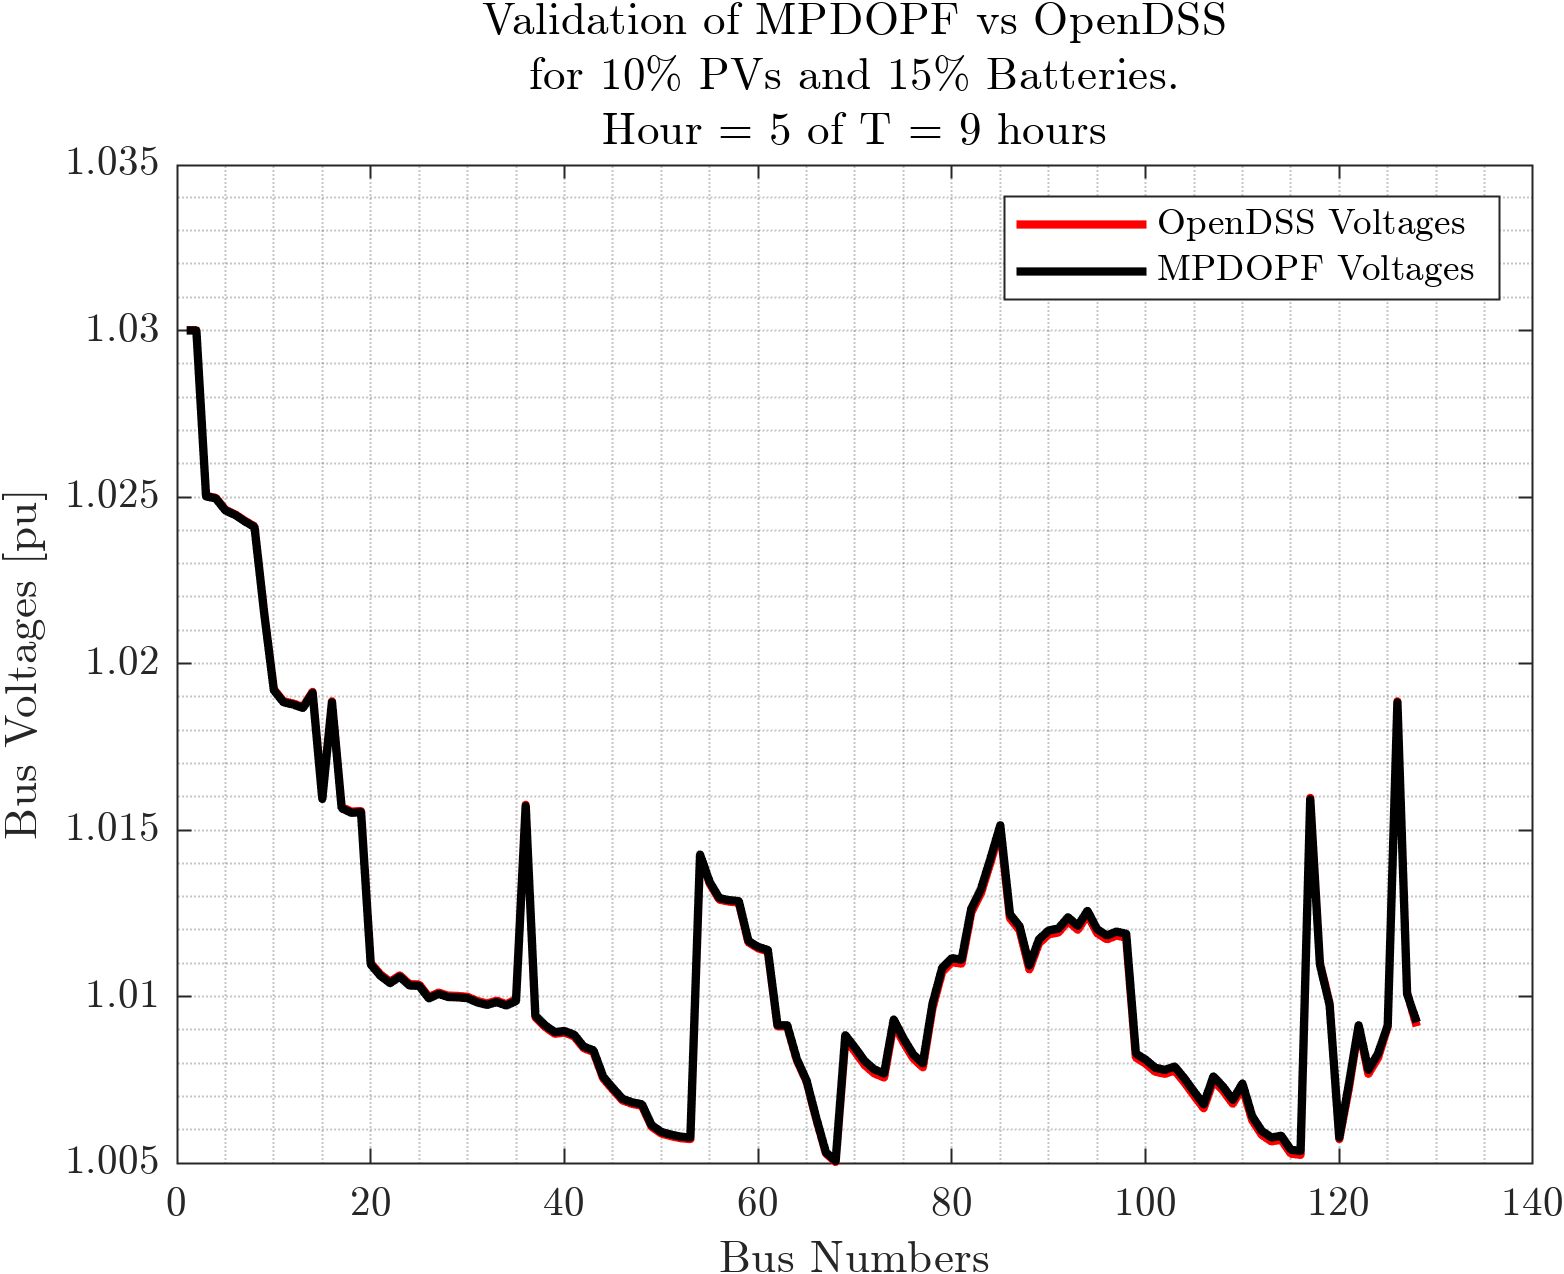 Validation of MPDOPF vs OpenDSS
for 10% PVs and 15% Batteries.
Hour = 5 of T = 9 hours
1.035
1.03
1.025
1.02
1.015
1.01
1.005
Bus Voltages [pu]
OpenDSS Voltages
MPDOPF Voltages
0 20 40 60 80 100 120 140
Bus Numbers